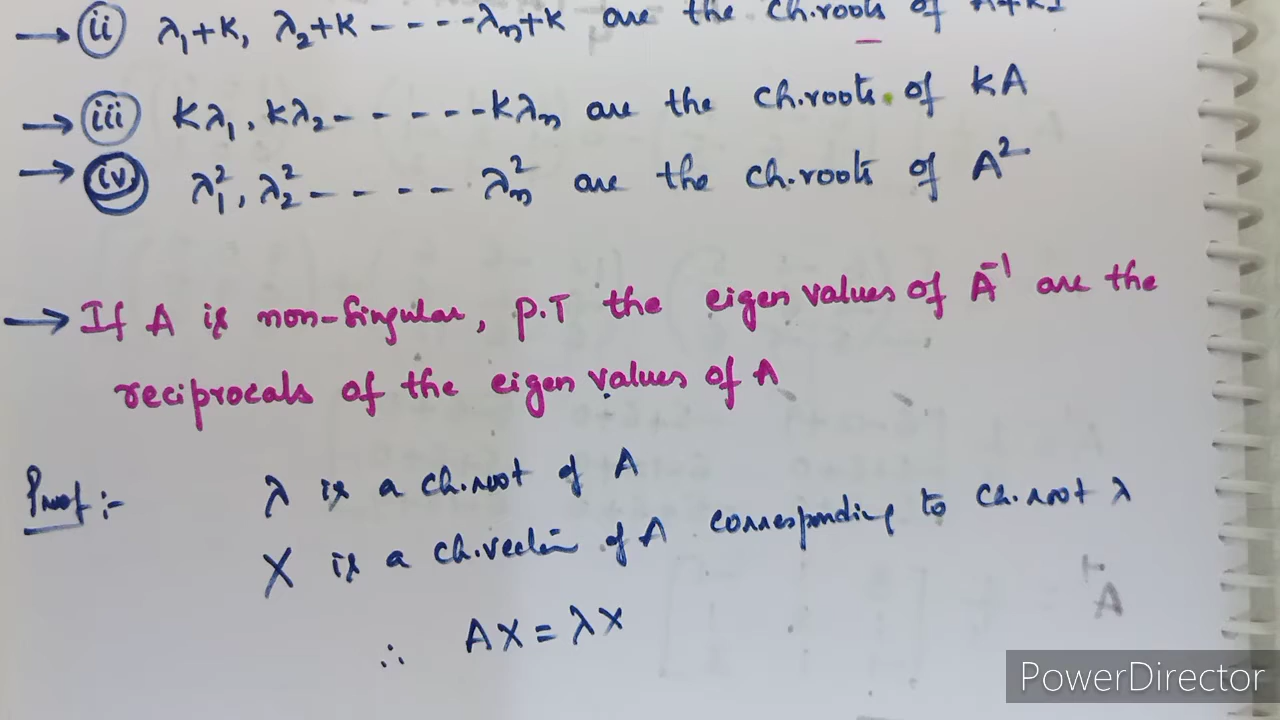 → (ii) λ₁+K, λ₂+K - - - - λₙ+K are the Ch.roots of A+KI
→ (iii) Kλ₁, Kλ₂ - - - - - - Kλₙ are the Ch.roots of KA
→ (iv) λ₁², λ₂² - - - - - λₙ² are the Ch.roots of A²
→ If A is non-Singular, P.T the eigen values of A⁻¹ are the
reciprocals of the eigen values of A
Proof :- λ is a ch.root of A
X is a ch.vector of A corresponding to ch.root λ
∴ AX = λX
A
PowerDirector